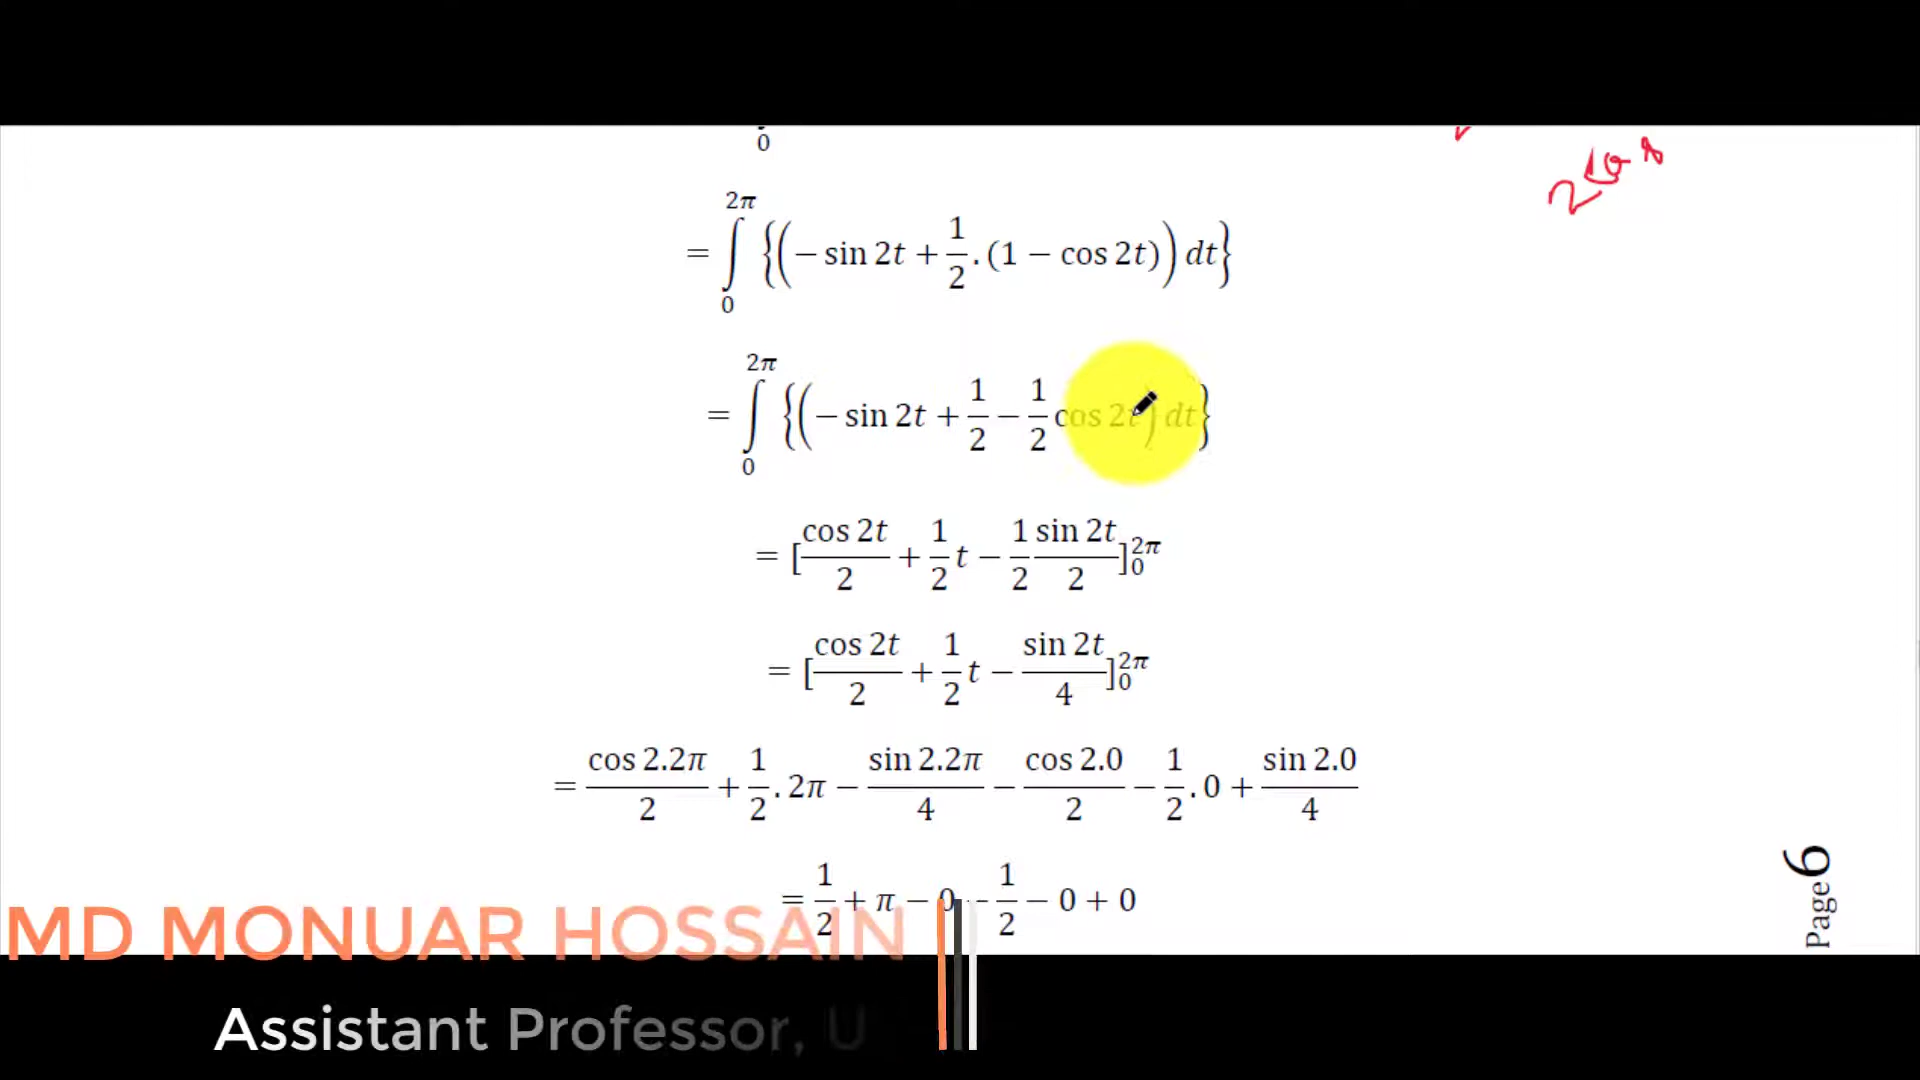 0
= ∫₀^{2π} {(− sin 2t + 1/2 . (1 − cos 2t)) dt}
= ∫₀^{2π} {(− sin 2t + 1/2 − 1/2 cos 2t) dt}
= [cos 2t/2 + 1/2 t − 1/2 sin 2t/2]₀^{2π}
= [cos 2t/2 + 1/2 t − sin 2t/4]₀^{2π}
= cos 2.2π/2 + 1/2 . 2π − sin 2.2π/4 − cos 2.0/2 − 1/2 . 0 + sin 2.0/4
= 1/2 + π − 0 − 1/2 − 0 + 0
Page6
MD MONUAR HOSSAIN
Assistant Professor, U